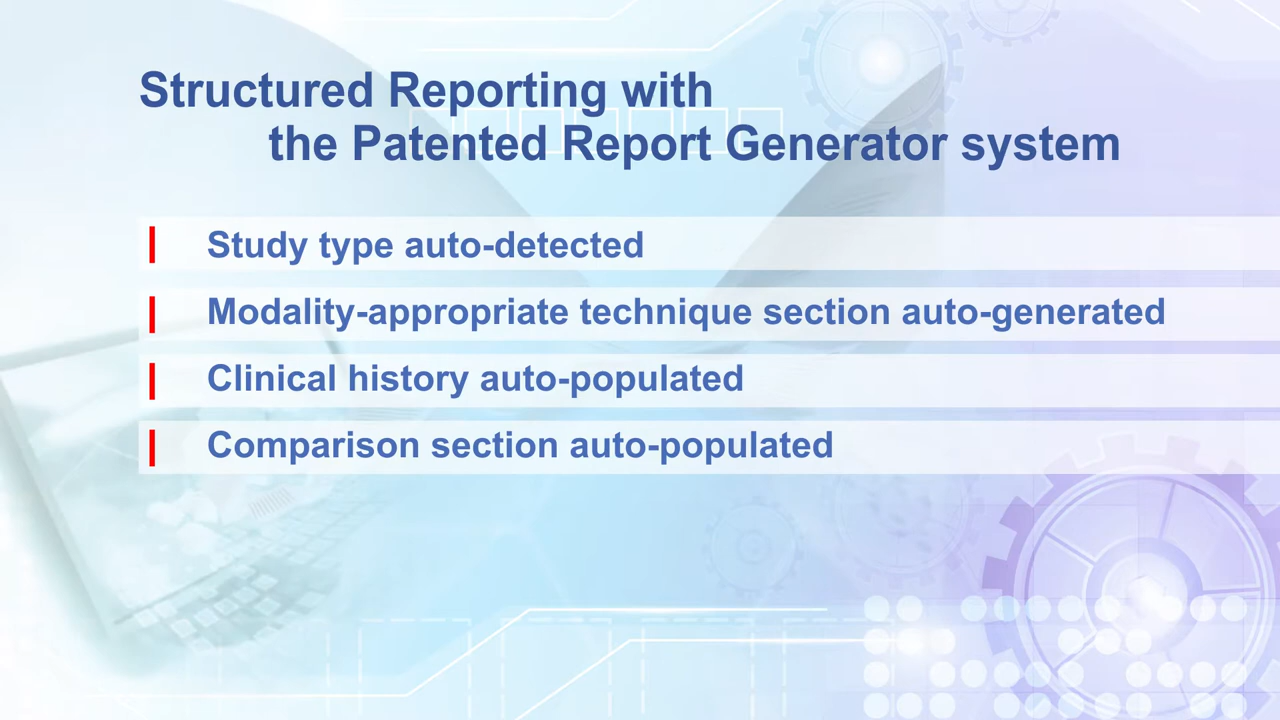 Structured Reporting with
the Patented Report Generator system
Study type auto-detected
Modality-appropriate technique section auto-generated
Clinical history auto-populated
Comparison section auto-populated